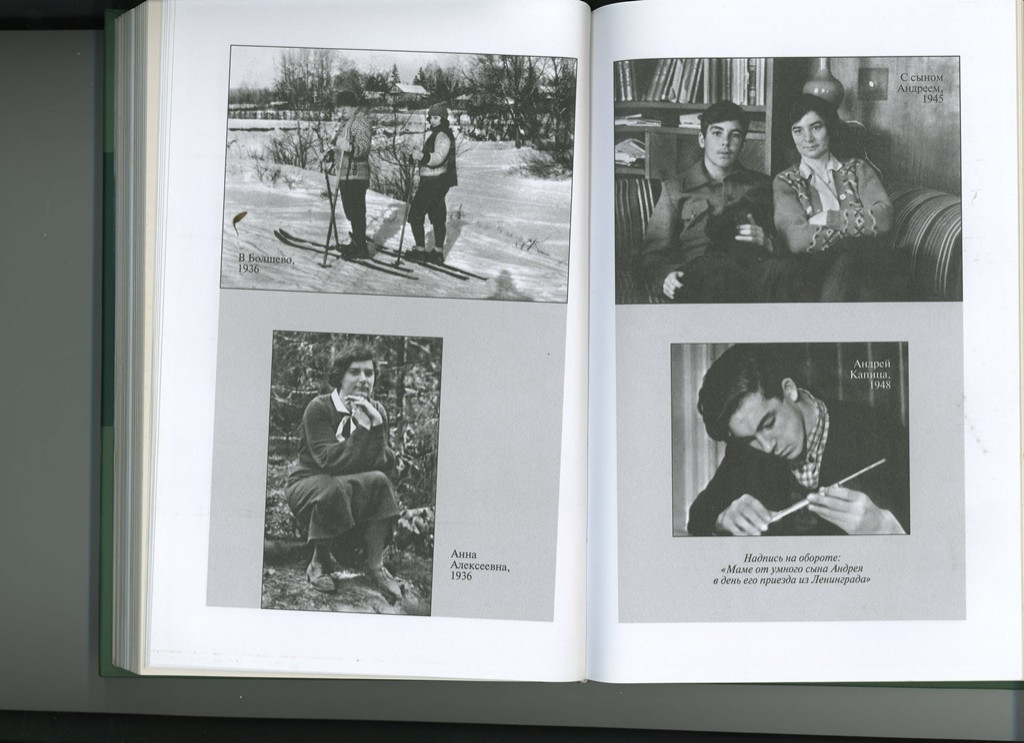 В Болшево,
1936
Анна
Алексеевна,
1936
С сыном
Андреем,
1945
Андрей
Капица,
1948
Надпись на обороте:
«Маме от умного сына Андрея
в день его приезда из Ленинграда»